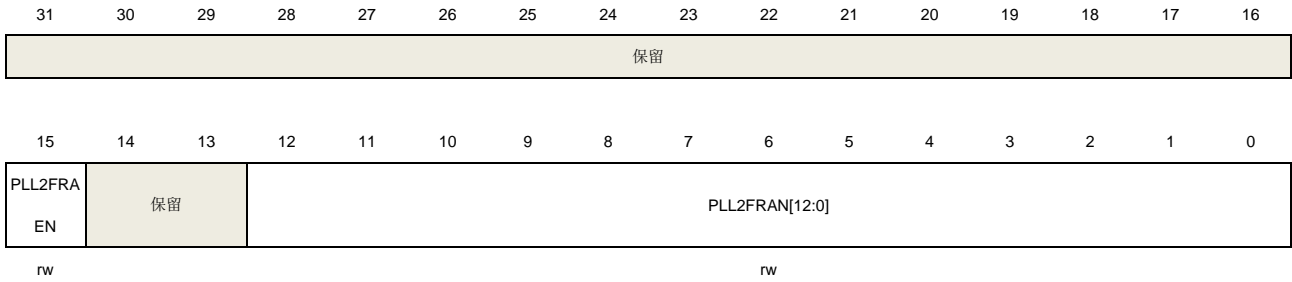 31 30 29 28 27 26 25 24 23 22 21 20 19 18 17 16
保留
15 14 13 12 11 10 9 8 7 6 5 4 3 2 1 0
PLL2FRA
EN
保留
PLL2FRAN[12:0]
rw rw